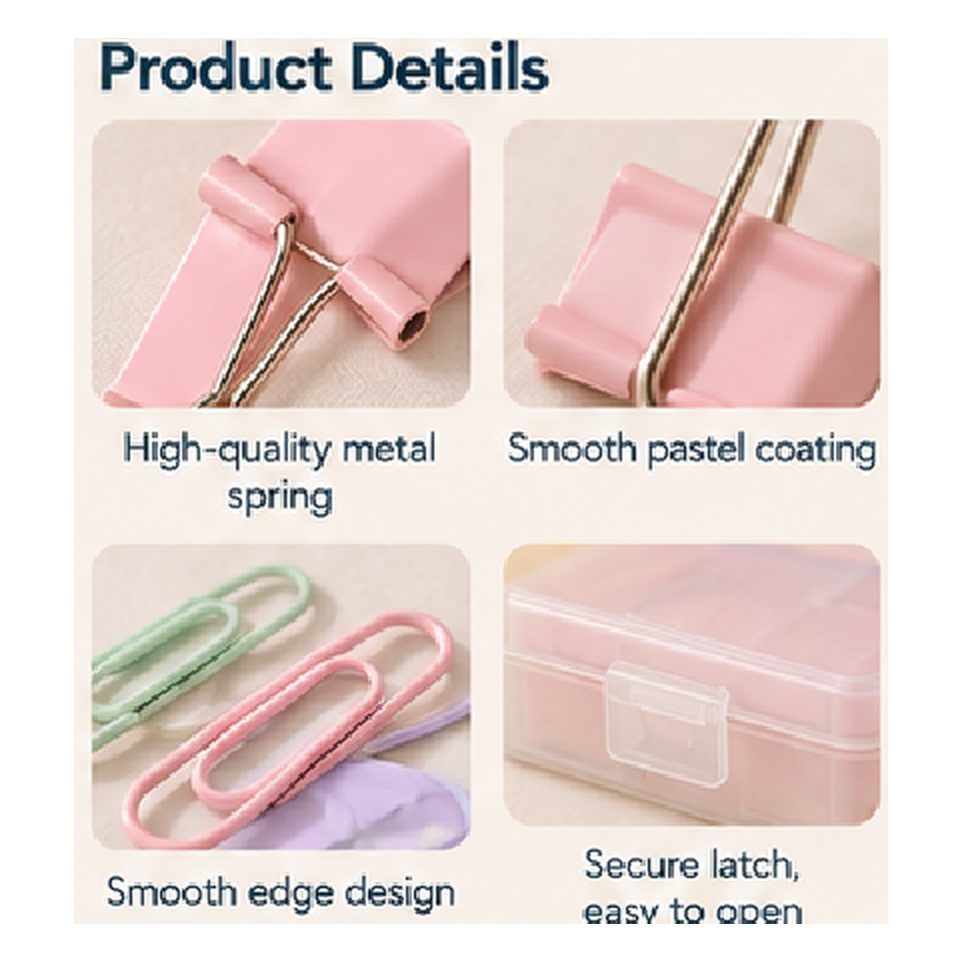 Product Details
High-quality metal
spring
Smooth pastel coating
Smooth edge design
Secure latch,
easy to open